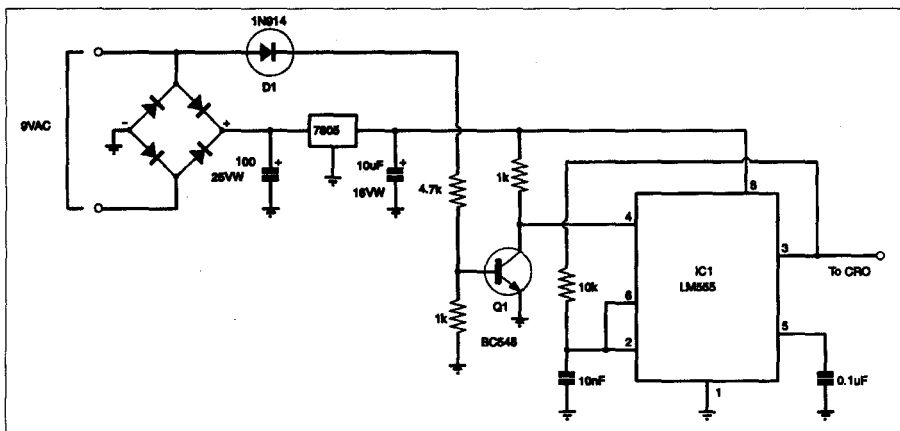 1N914
D1
9VAC
-
+
7805
100
25VW
+
10uF
16VW
+
4.7k
1k
1k
Q1
BC548
10k
10nF
4
6
2
8
3
5
1
IC1
LM555
To CRO
0.1uF